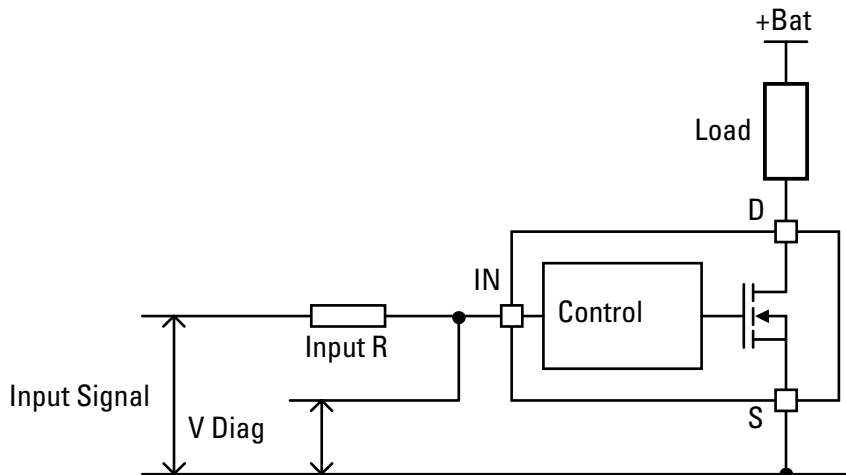 +Bat
Load
D
IN
Control
Input R
Input Signal
V Diag
S